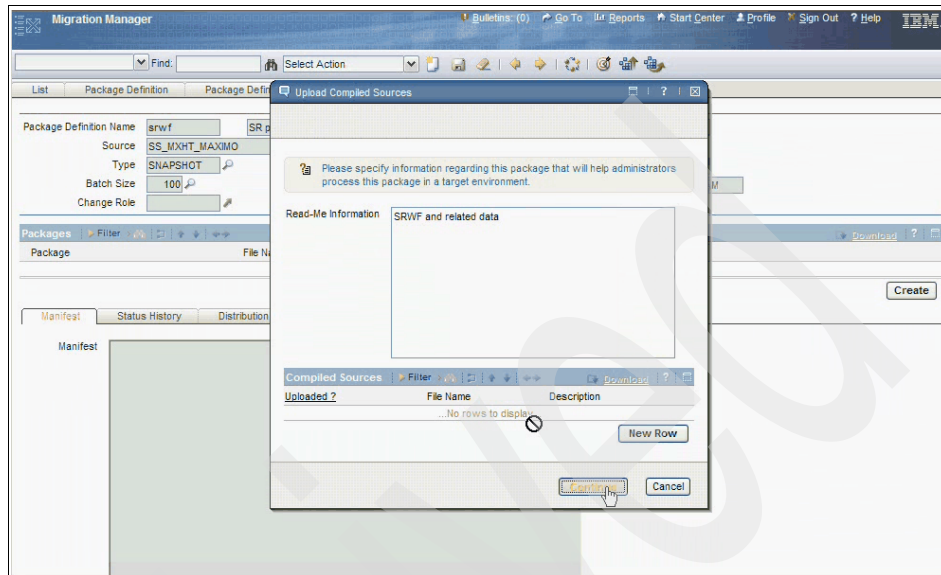 Migration Manager
Bulletins: (0) Go To Reports Start Center Profile Sign Out ? Help IBM
Find: Select Action
List Package Definition Package Defin
Upload Compiled Sources ?
Package Definition Name srwf SR p
Source SS_MXHT_MAXIMO
Type SNAPSHOT
Batch Size 100
M
Change Role
Please specify information regarding this package that will help administrators
process this package in a target environment.
Read-Me Information SRWF and related data
Packages Filter Download ?
Package File Na
Create
Manifest Status History Distribution
Manifest
Compiled Sources Filter Download ?
Uploaded ? File Name Description
...No rows to display...
New Row
Continue Cancel